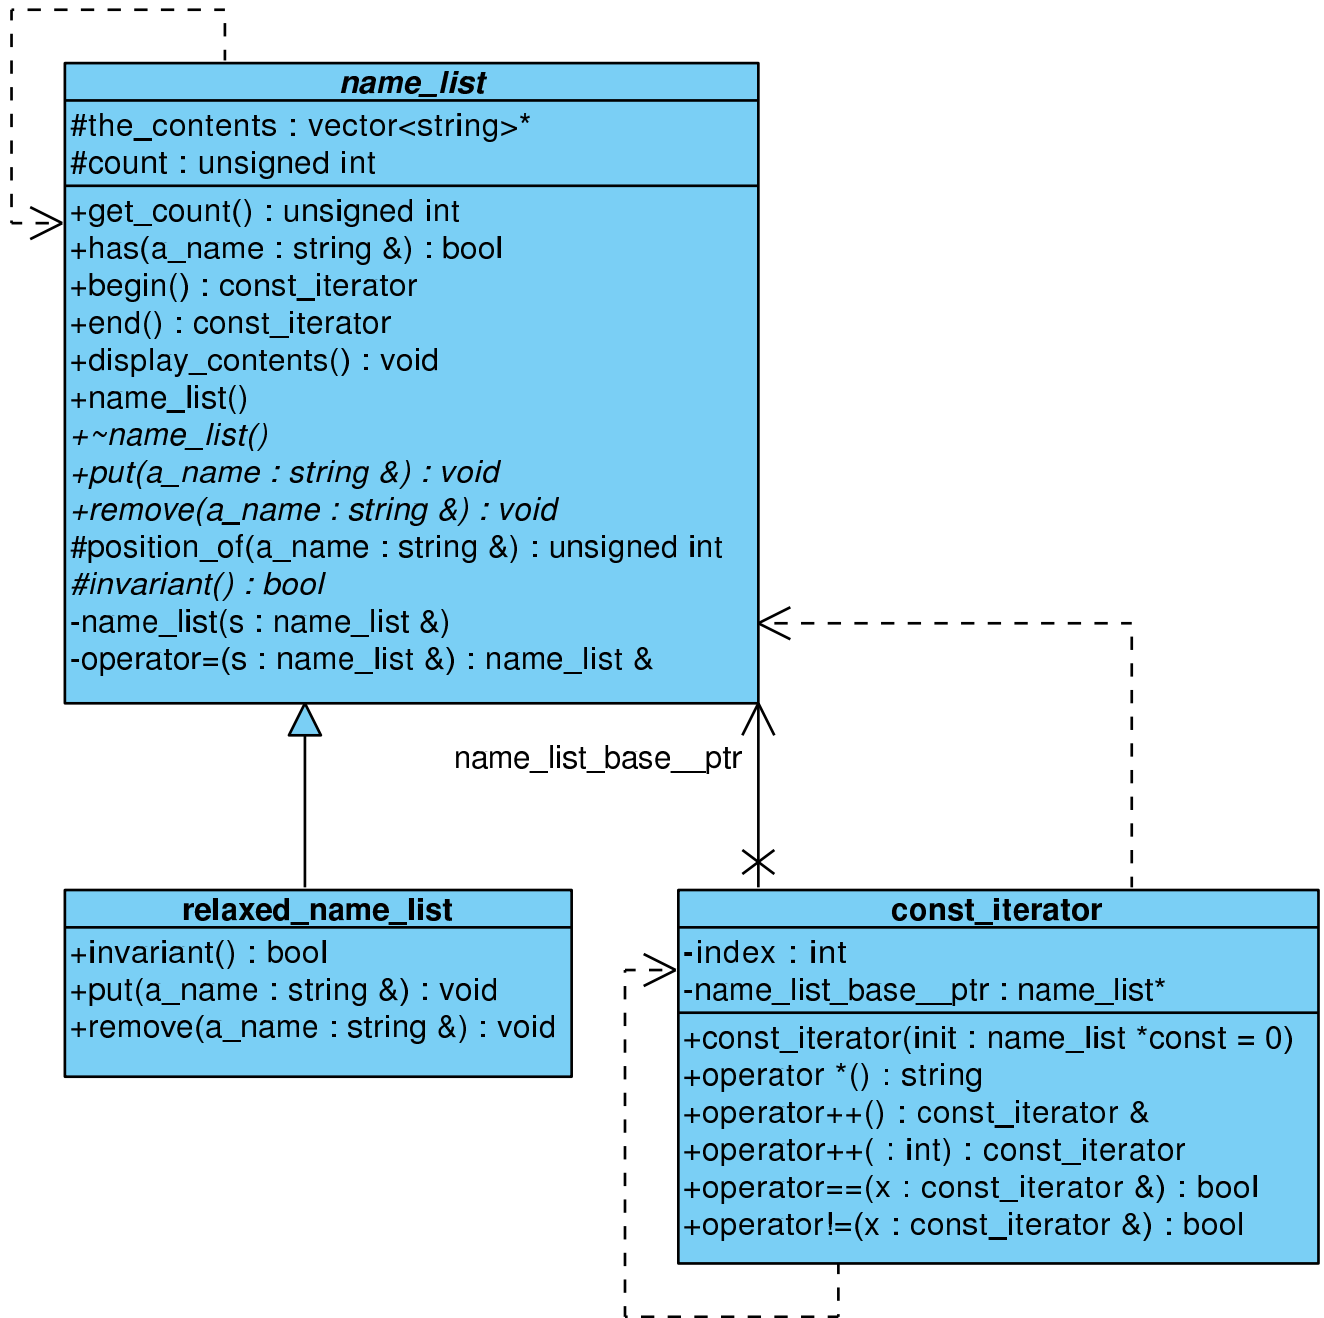 name_list
#the_contents : vector<string>*
#count : unsigned int
+get_count() : unsigned int
+has(a_name : string &) : bool
+begin() : const_iterator
+end() : const_iterator
+display_contents() : void
+name_list()
+~name_list()
+put(a_name : string &) : void
+remove(a_name : string &) : void
#position_of(a_name : string &) : unsigned int
#invariant() : bool
-name_list(s : name_list &)
-operator=(s : name_list &) : name_list &
name_list_base__ptr
relaxed_name_list
+invariant() : bool
+put(a_name : string &) : void
+remove(a_name : string &) : void
const_iterator
-index : int
-name_list_base__ptr : name_list*
+const_iterator(init : name_list *const = 0)
+operator *() : string
+operator++() : const_iterator &
+operator++( : int) : const_iterator
+operator==(x : const_iterator &) : bool
+operator!=(x : const_iterator &) : bool